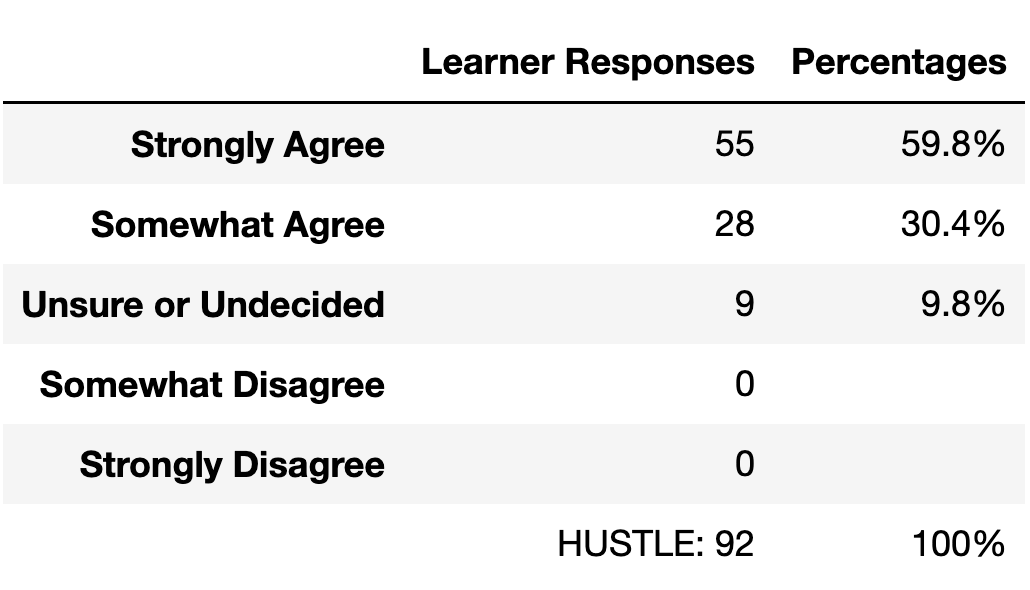 Learner Responses Percentages
Strongly Agree 55 59.8%
Somewhat Agree 28 30.4%
Unsure or Undecided 9 9.8%
Somewhat Disagree 0
Strongly Disagree 0
HUSTLE: 92 100%